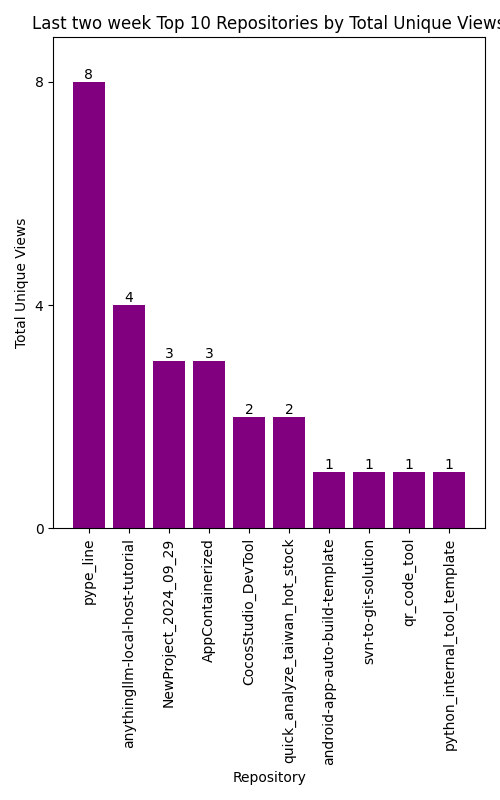 Last two week Top 10 Repositories by Total Unique Views
8
4
0
Total Unique Views
8
4
3
3
2
2
1
1
1
1
pype_line
anythingllm-local-host-tutorial
NewProject_2024_09_29
AppContainerized
CocosStudio_DevTool
quick_analyze_taiwan_hot_stock
android-app-auto-build-template
svn-to-git-solution
qr_code_tool
python_internal_tool_template
Repository